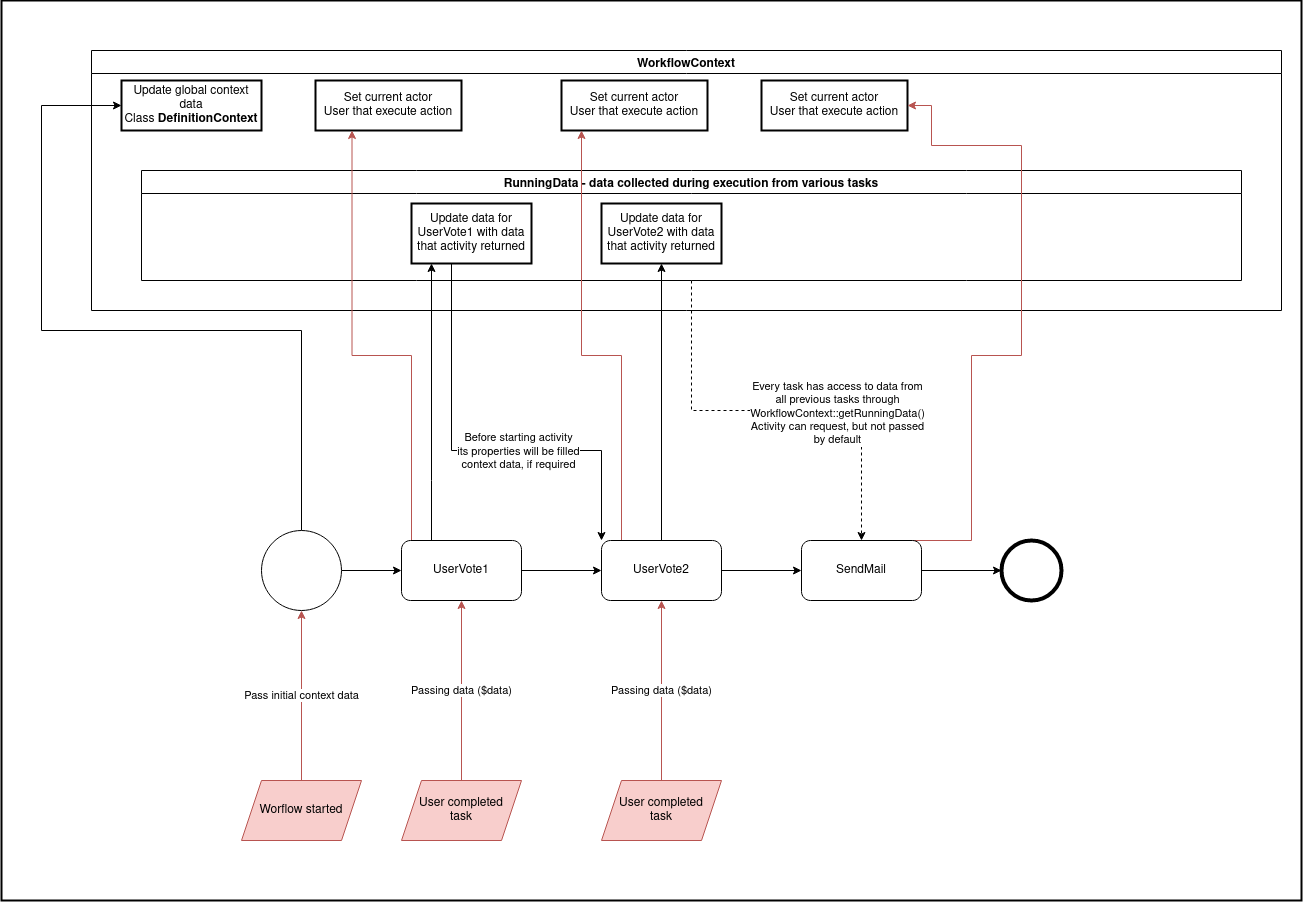 WorkflowContext
Update global context
data
Class DefinitionContext
Set current actor
User that execute action
Set current actor
User that execute action
Set current actor
User that execute action
RunningData - data collected during execution from various tasks
Update data for
UserVote1 with data
that activity returned
Update data for
UserVote2 with data
that activity returned
Every task has access to data from
all previous tasks through
WorkflowContext::getRunningData()
Activity can request, but not passed
by default
Before starting activity
its properties will be filled
context data, if required
UserVote1
UserVote2
SendMail
Pass initial context data
Passing data ($data)
Passing data ($data)
Worflow started
User completed
task
User completed
task